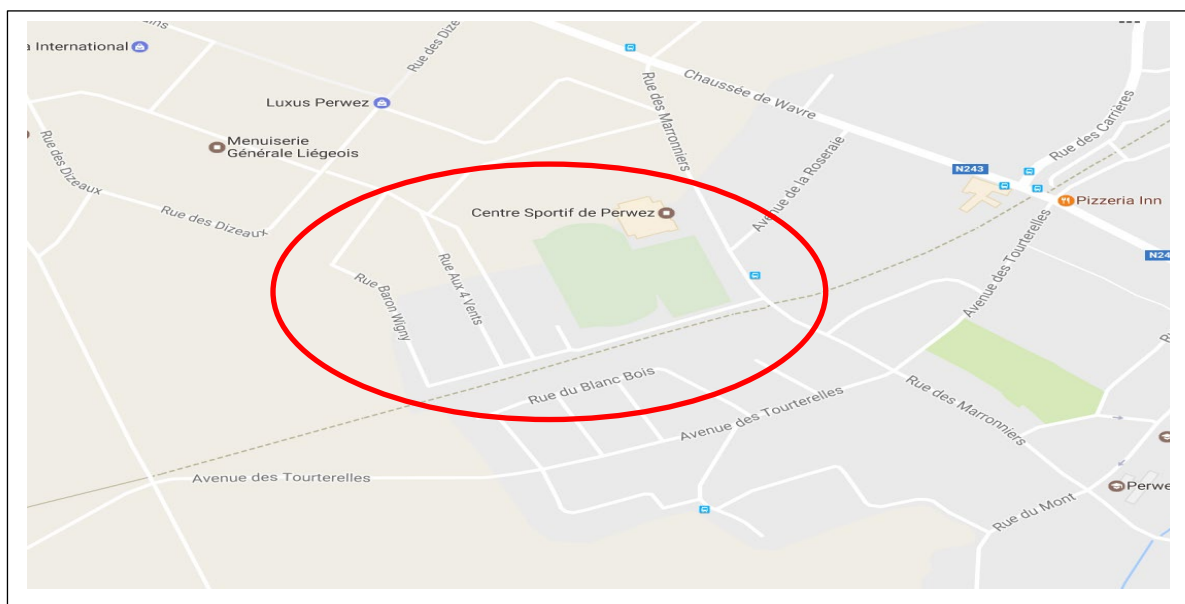 Rue des Dize
International
Luxus Perwez
Menuiserie
Générale Liégeois
Rue des Dizeaux
Rue des Dizeaux
Chaussée de Wavre
Rue des Marronniers
Avenue de la Roseraie
Rue des Carrières
N243
Pizzeria Inn
N24
Centre Sportif de Perwez
Avenue des Tourterelles
Rue Baron Wigny
Rue Aux 4 Vents
Rue du Blanc Bois
Avenue des Tourterelles
Rue des Marronniers
Avenue des Tourterelles
Rue du Mont
Perwe